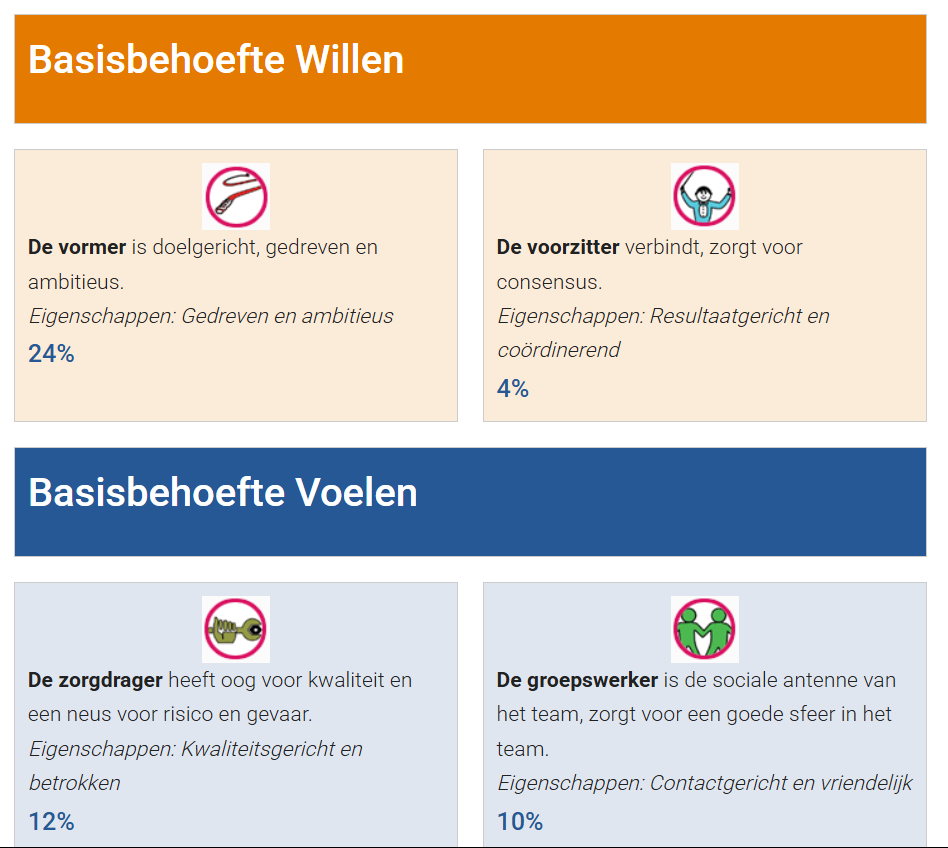 Basisbehoefte Willen
De vormer is doelgericht, gedreven en
ambitieus.
Eigenschappen: Gedreven en ambitieus
24%
De voorzitter verbindt, zorgt voor
consensus.
Eigenschappen: Resultaatgericht en
coördinerend
4%
Basisbehoefte Voelen
De zorgdrager heeft oog voor kwaliteit en
een neus voor risico en gevaar.
Eigenschappen: Kwaliteitsgericht en
betrokken
12%
De groepswerker is de sociale antenne van
het team, zorgt voor een goede sfeer in het
team.
Eigenschappen: Contactgericht en vriendelijk
10%